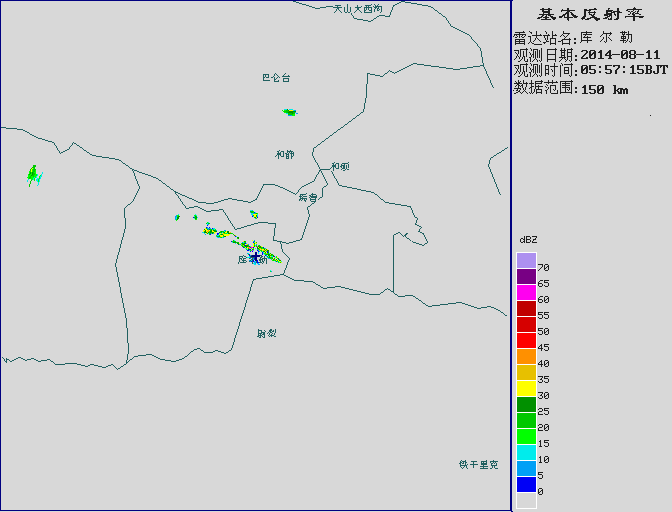 天山大西沟
巴仑台
和静
和硕
焉耆
尉犁
铁干里克
基本反射率
雷达站名:库 尔 勒
观测日期:2014-08-11
观测时间:05:57:15BJT
数据范围:150 km
dBZ
70
65
60
55
50
45
40
35
30
25
20
15
10
5
0